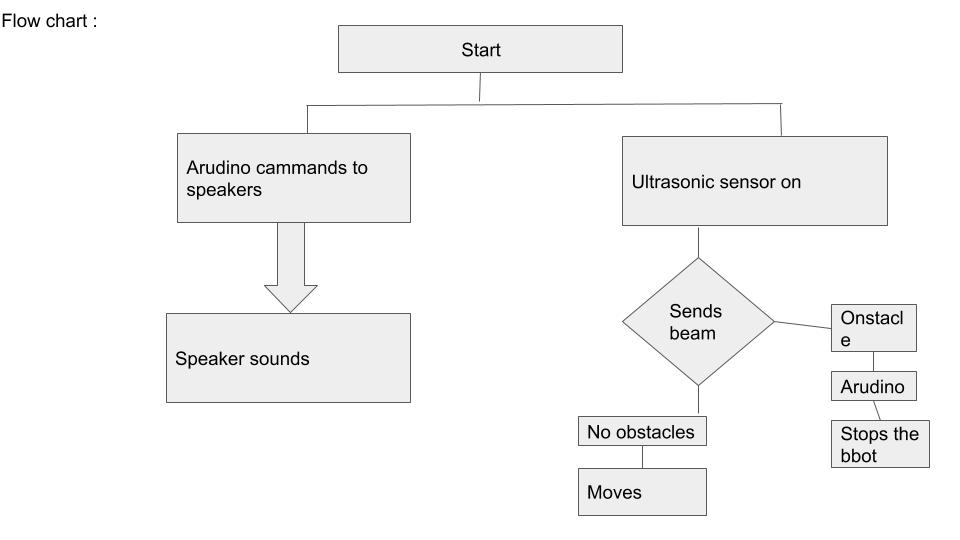 Flow chart :
Start
Arudino cammands to
speakers
Ultrasonic sensor on
Speaker sounds
Sends
beam
Onstacl
e
Arudino
Stops the
bbot
No obstacles
Moves